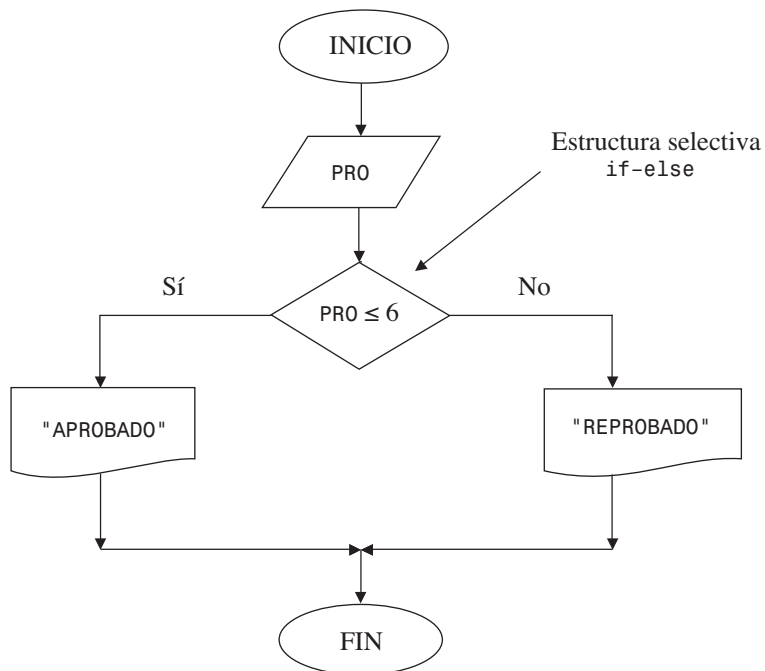 INICIO
PRO
Estructura selectiva
if-else
Sí
PRO ≤ 6
No
"APROBADO"
"REPROBADO"
FIN